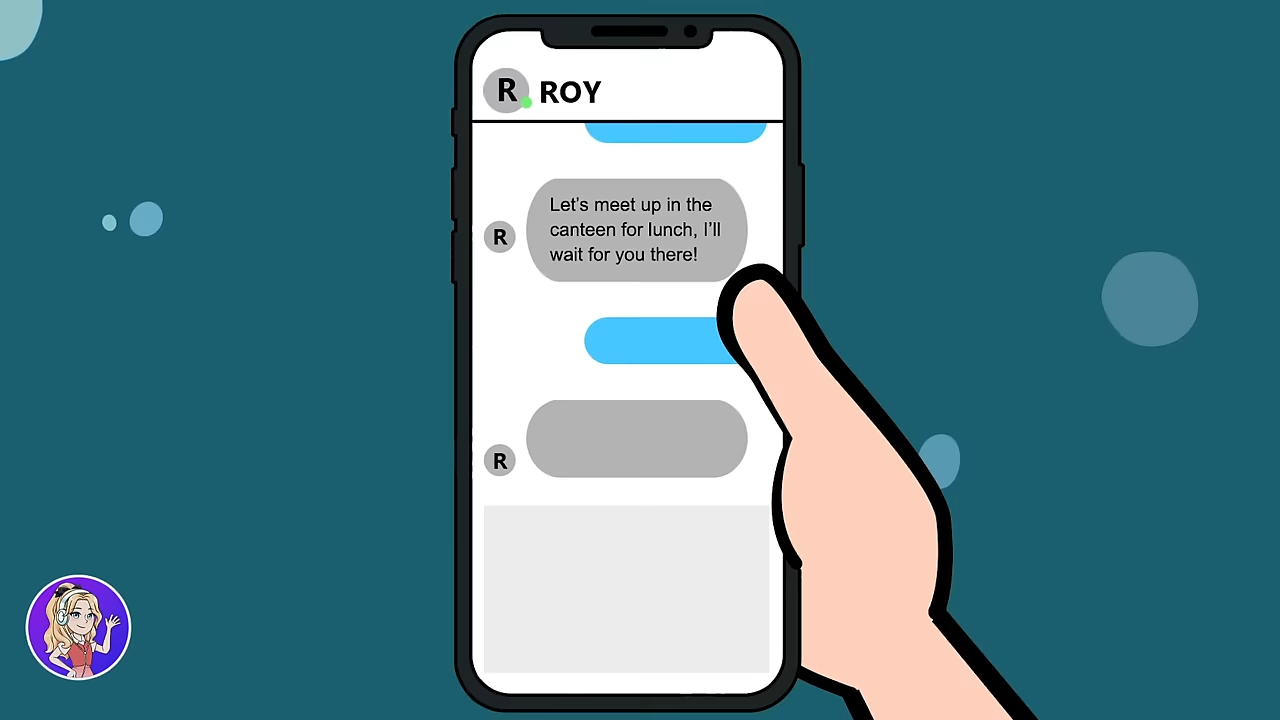 R ROY
Let's meet up in the
canteen for lunch, I'll
R
wait for you there!
R